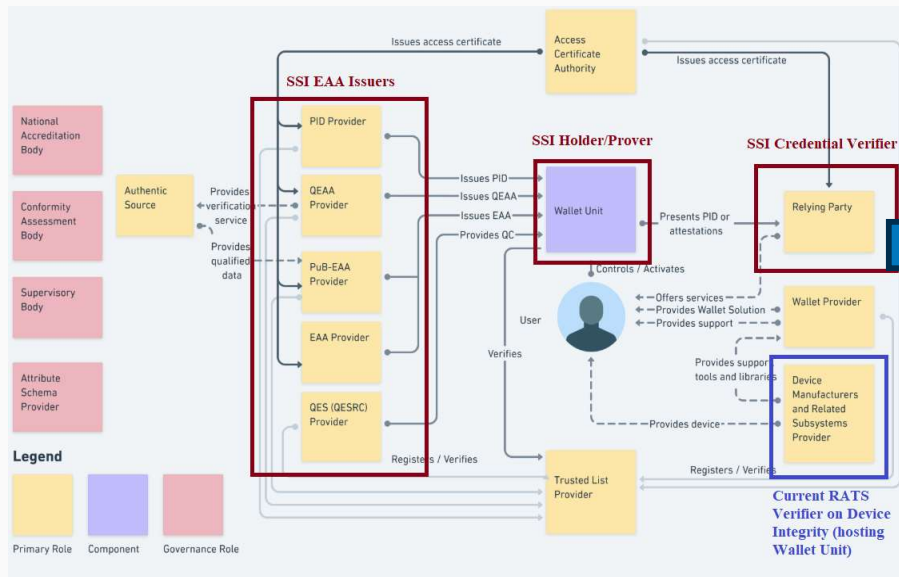 Access
Certificate
Authority
Issues access certificate
Issues access certificate
SSI EAA Issuers
SSI Holder/Prover
SSI Credential Verifier
National
Accreditation
Body
PID Provider
Issues PID
Authentic
Source
Provides
verification
service
QEAA
Provider
Issues QEAA
Wallet Unit
Relying Party
Conformity
Assessment
Body
Issues EAA
Presents PID or
attestations
Provides
qualified
data
Provides QC
PuB-EAA
Provider
Controls / Activates
Supervisory
Body
Offers services
Provides Wallet Solution
Provides support
Wallet Provider
User
EAA Provider
Verifies
Provides support
tools and libraries
Attribute
Schema
Provider
Device
Manufacturers
and Related
Subsystems
Provider
QES (QESRC)
Provider
Provides device
Legend
Registers / Verifies
Trusted List
Provider
Registers / Verifies
Current RATS
Verifier on Device
Integrity (hosting
Wallet Unit)
Primary Role
Component
Governance Role